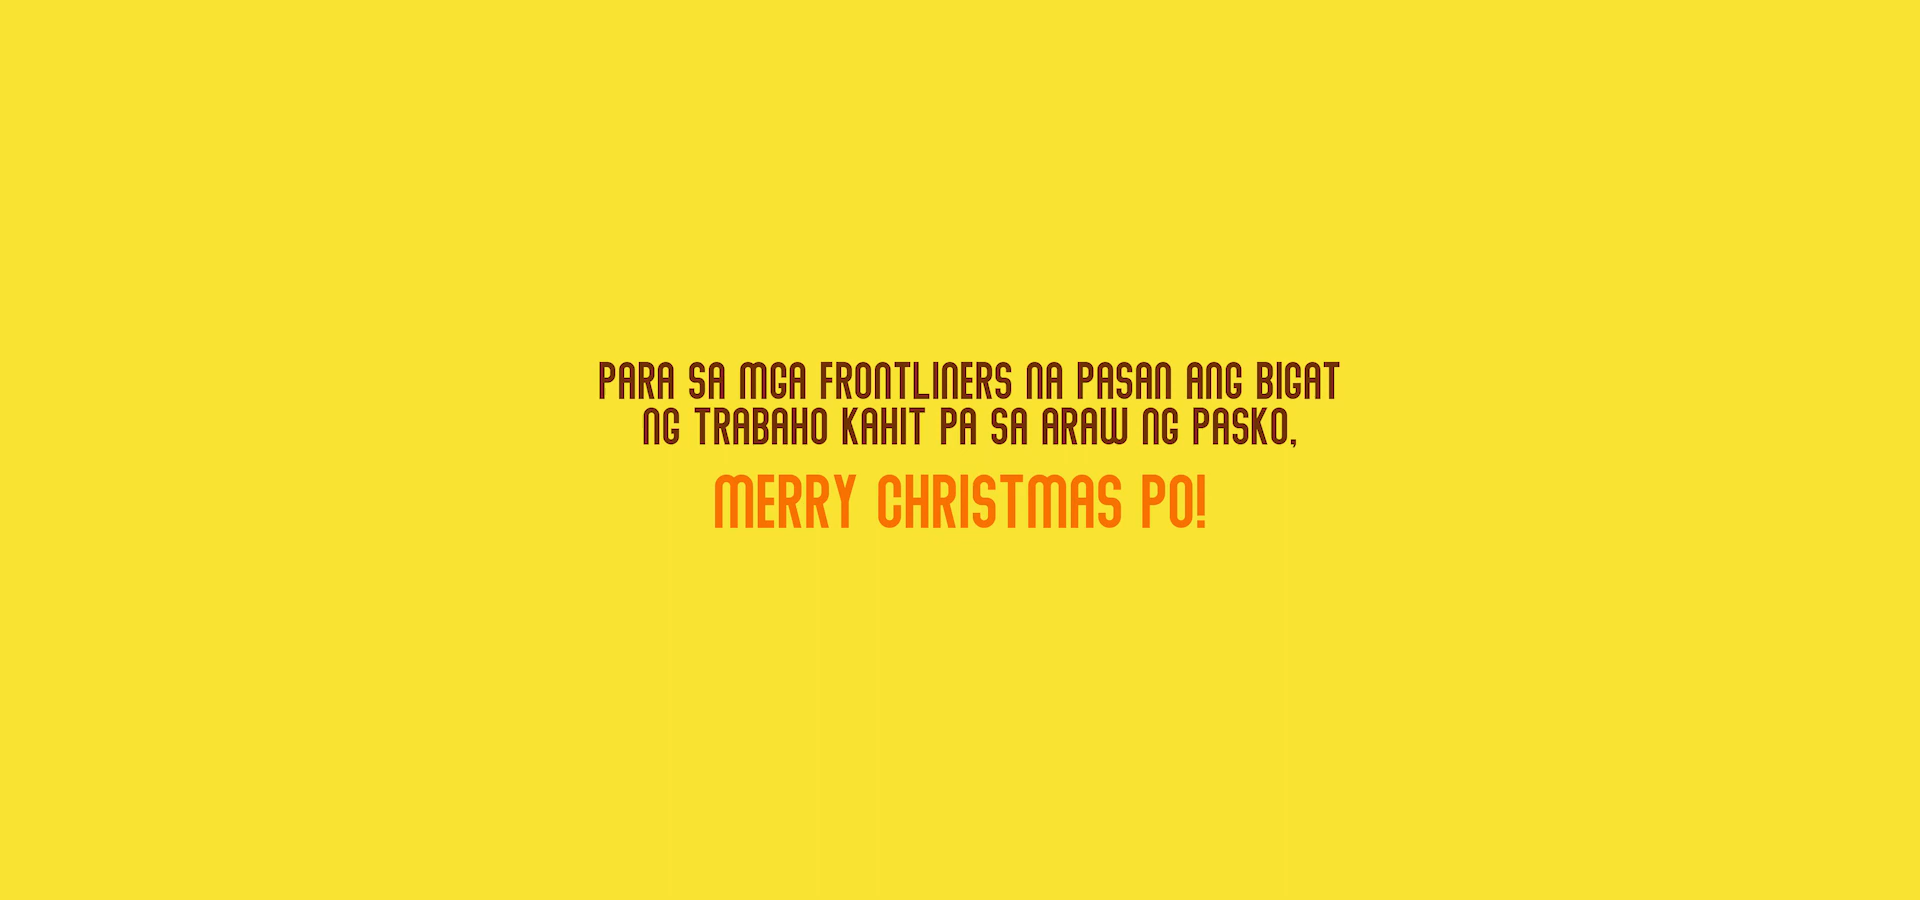 PARA SA MGA FRONTLINERS NA PASAN ANG BIGAT
NG TRABAHO KAHIT PA SA ARAW NG PASKO,
MERRY CHRISTMAS PO!